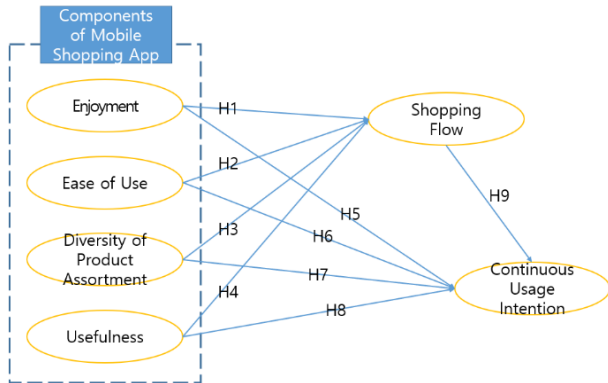 Components
of Mobile
Shopping App
Enjoyment
H1
Shopping
Flow
H2
Ease of Use
H9
H3
H5
H6
Diversity of
Product
Assortment
H7
Continuous
Usage
Intention
H4
H8
Usefulness